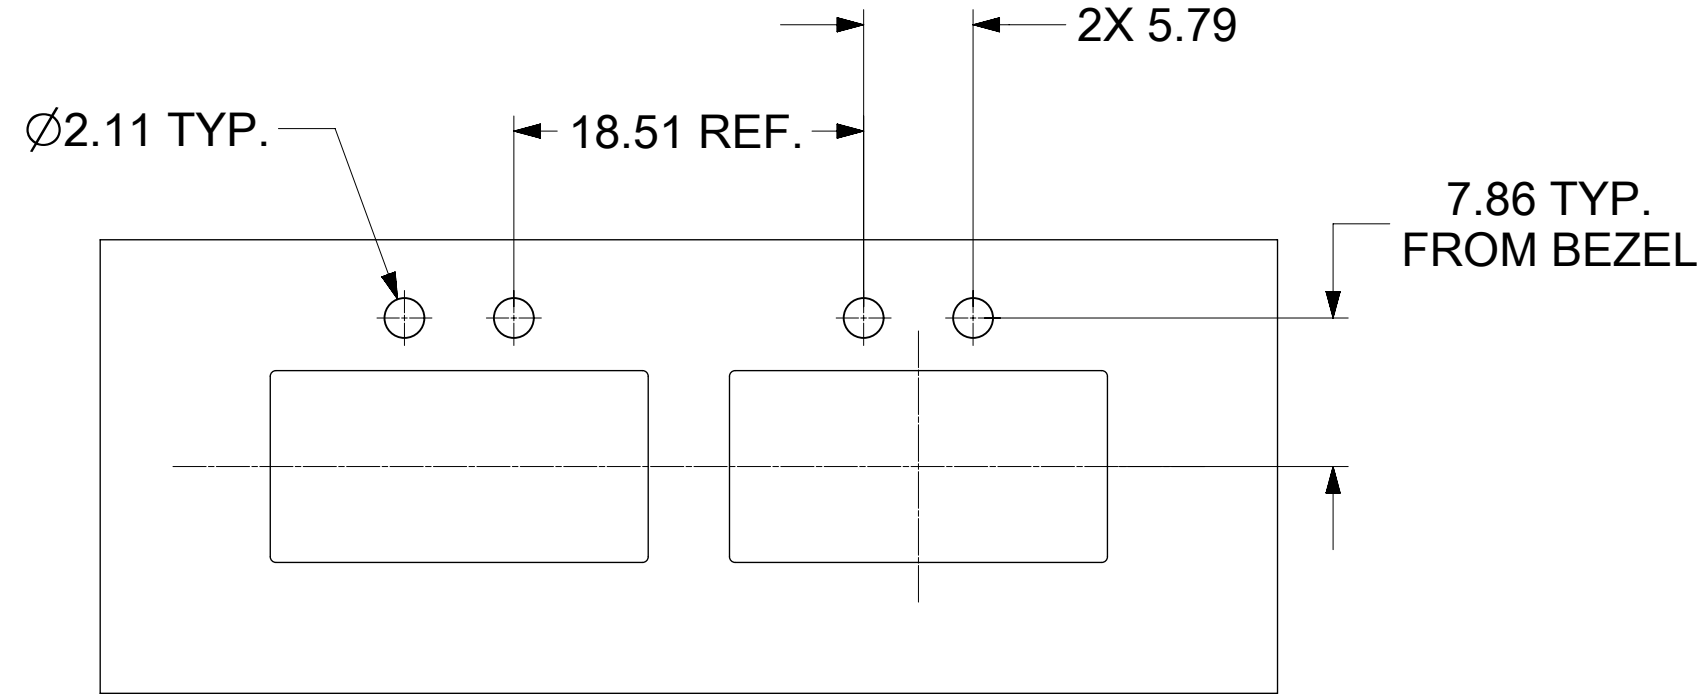 2X 5.79
∅2.11 TYP.
18.51 REF.
7.86 TYP.
FROM BEZEL